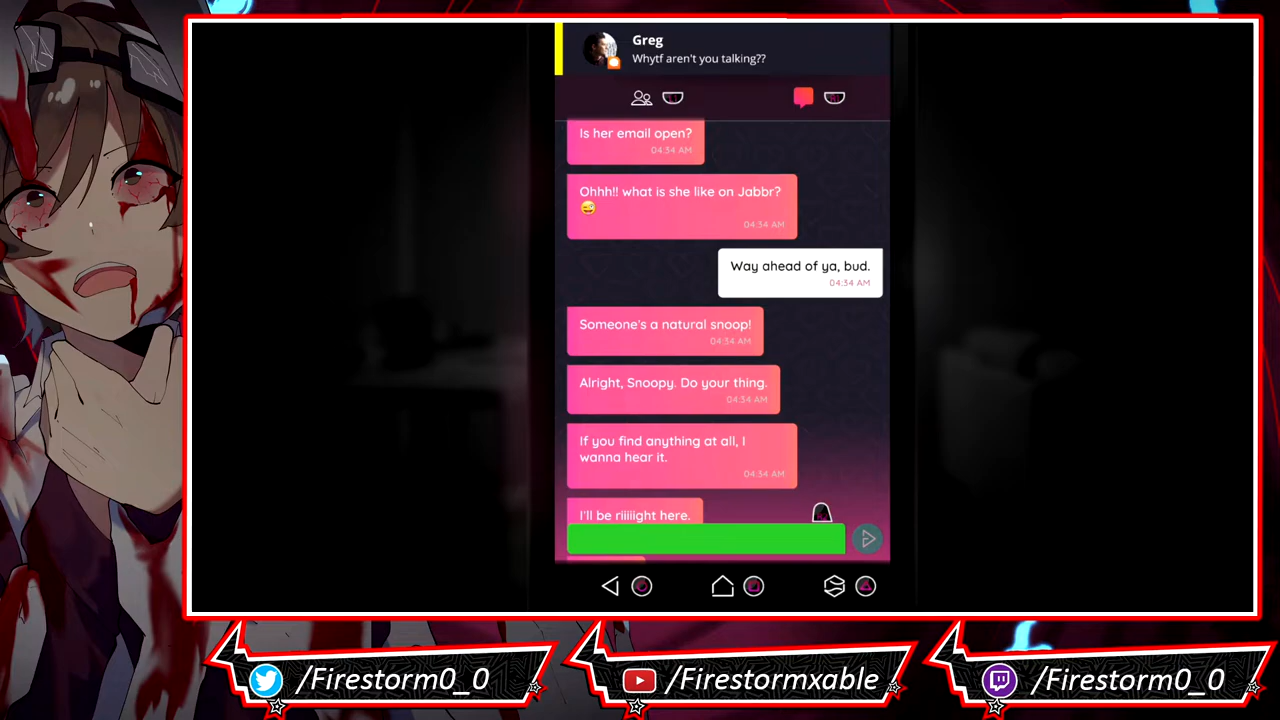 Greg
Whytf aren't you talking??
Is her email open?
04:34 AM
Ohhh!! what is she like on Jabbr?
04:34 AM
Way ahead of ya, bud.
04:34 AM
Someone's a natural snoop!
04:34 AM
Alright, Snoopy. Do your thing.
04:34 AM
If you find anything at all, I
wanna hear it.
04:34 AM
I'll be riiiiight here.
/Firestorm0_0
/Firestormxable
/Firestorm0_0